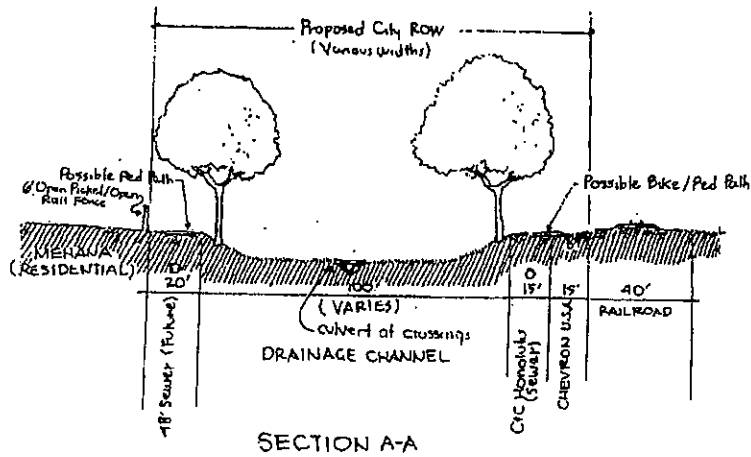 Proposed City ROW
(Various widths)
Possible Ped Path
6' Open Picket/Open
Rail Fence
Possible Bike/Ped Path
MEHANA
(RESIDENTIAL)
20'
100'
(VARIES)
culvert at crossings
DRAINAGE CHANNEL
15'
15'
40'
RAILROAD
48" Sewer (Future)
C&C Honolulu
(Sewer)
CHEVRON USA
SECTION A-A